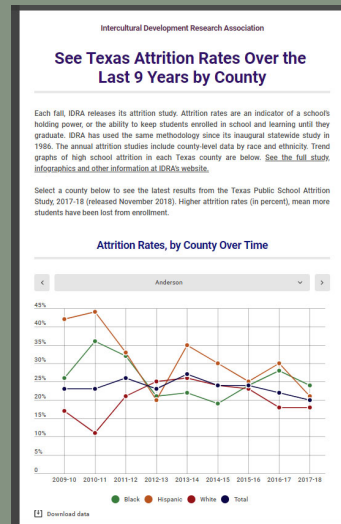 Intercultural Development Research Association
See Texas Attrition Rates Over the
Last 9 Years by County
Each fall, IDRA releases its attrition study. Attrition rates are an indicator of a school's
holding power, or the ability to keep students enrolled in school and learning until they
graduate. IDRA has used the same methodology since its inaugural statewide study in
1986. The annual attrition studies include county-level data by race and ethnicity. Trend
graphs of high school attrition in each Texas county are below. See the full study,
infographics and other information at IDRA's website.
Select a county below to see the latest results from the Texas Public School Attrition
Study, 2017-18 (released November 2018). Higher attrition rates (in percent), mean more
students have been lost from enrollment.
Attrition Rates, by County Over Time
Anderson
45%
40%
35%
30%
25%
20%
15%
10%
5%
0
2009-10 2010-11 2011-12 2012-13 2013-14 2014-15 2015-16 2016-17 2017-18
Black Hispanic White Total
Download data